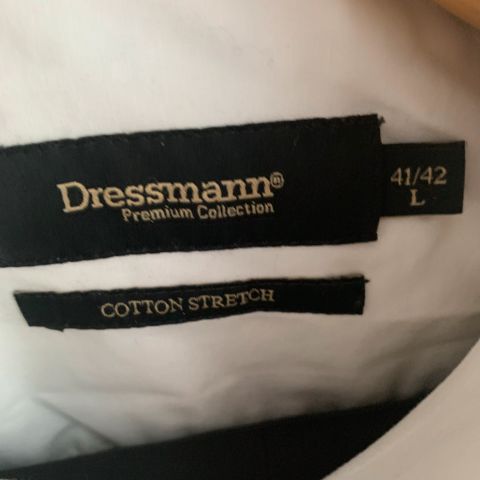 Dressmann®
Premium Collection
41/42
L
COTTON STRETCH